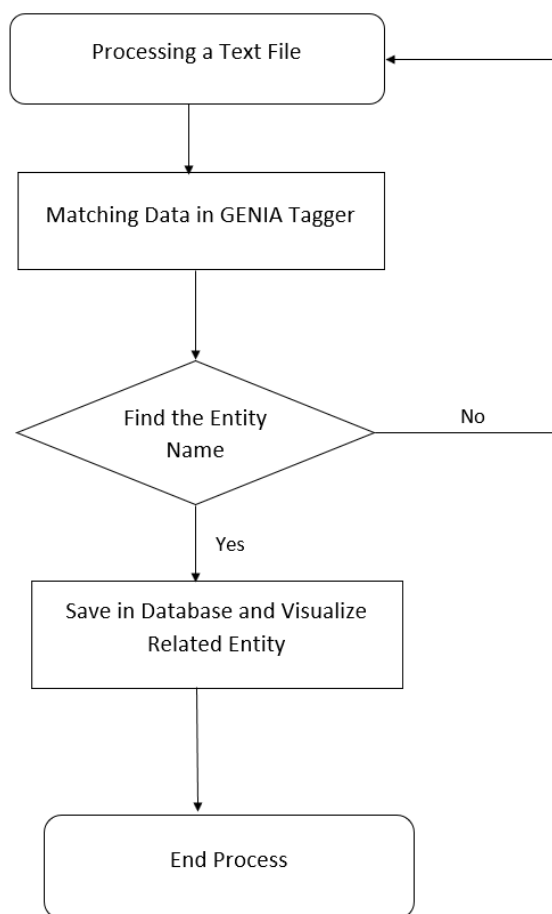 Processing a Text File
Matching Data in GENIA Tagger
Find the Entity
Name
No
Yes
Save in Database and Visualize
Related Entity
End Process